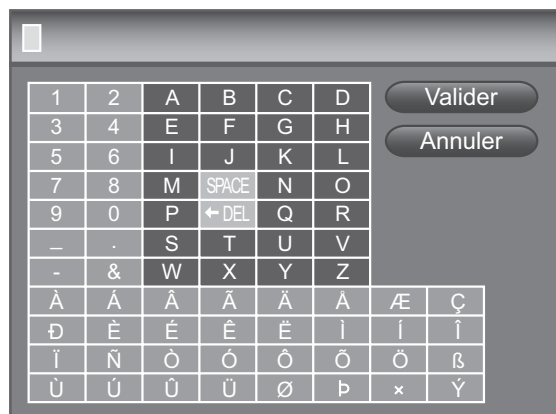 1 2 A B C D Valider
3 4 E F G H Annuler
5 6 I J K L
7 8 M SPACE N O
9 0 P ← DEL Q R
_ . S T U V
- & W X Y Z
À Á Â Ã Ä Å Æ Ç
Ð È É Ê Ë Ì Í Î
Ï Ñ Ò Ó Ô Õ Ö ß
Ù Ú Û Ü Ø Þ × Ý